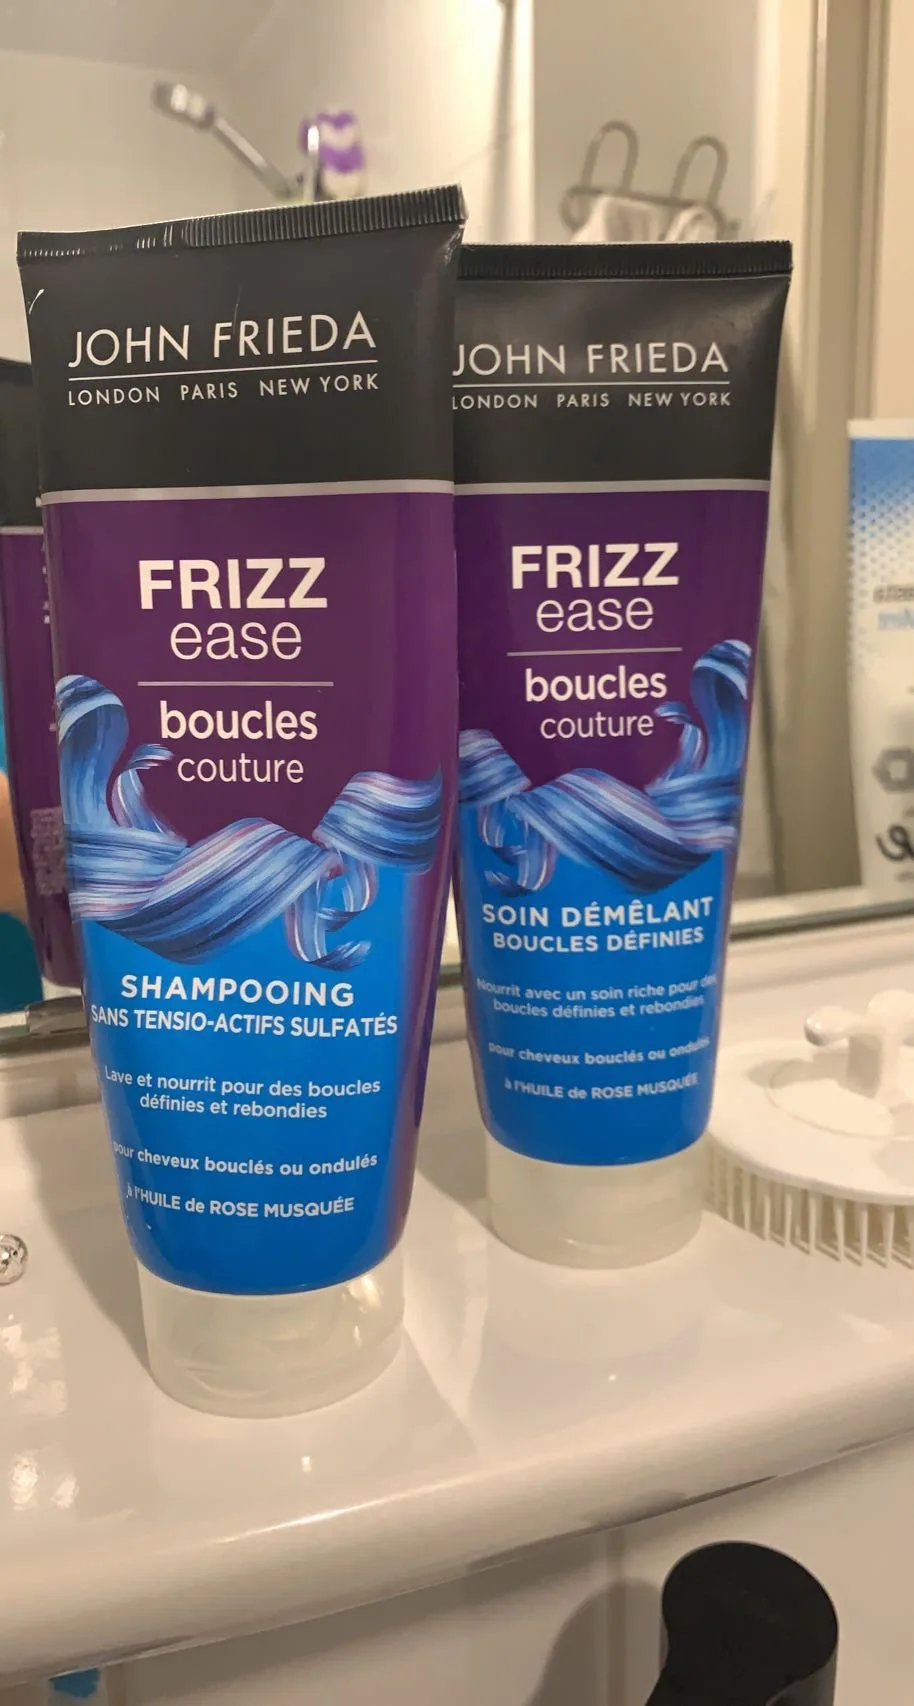 JOHN FRIEDA
LONDON PARIS NEW YORK
FRIZZ
ease
boucles
couture
SHAMPOOING
SANS TENSIO-ACTIFS SULFATÉS
Lave et nourrit pour des boucles
définies et rebondies
pour cheveux bouclés ou ondulés
à l'HUILE de ROSE MUSQUÉE
JOHN FRIEDA
LONDON PARIS NEW YORK
FRIZZ
ease
boucles
couture
SOIN DÉMÊLANT
BOUCLES DÉFINIES
Nourrit avec un soin riche pour des
boucles définies et rebondies
pour cheveux bouclés ou ondulés
à l'HUILE de ROSE MUSQUÉE